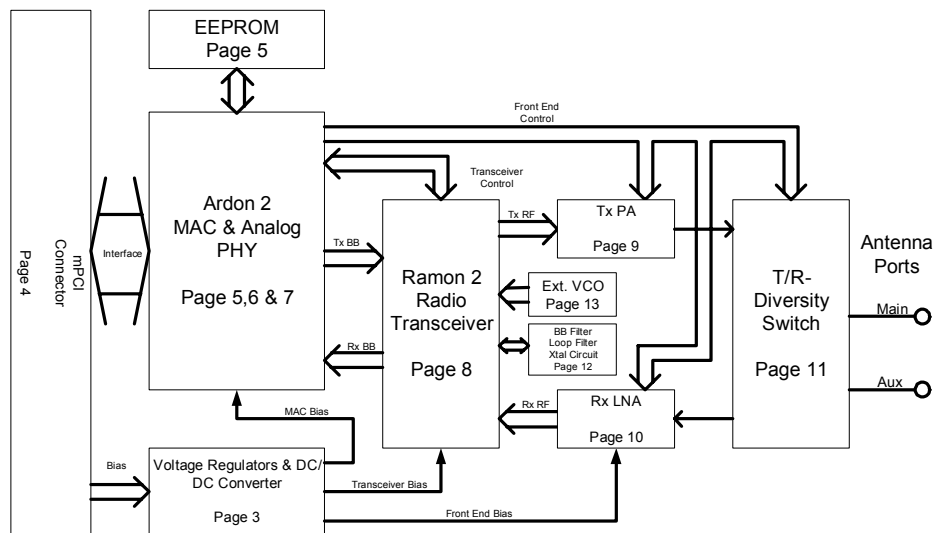 EEPROM
Page 5
Front End
Control
Transceiver
Control
Ardon 2
MAC & Analog
PHY
Page 5,6 & 7
Interface
mPCI
Connector
Page 4
Tx BB
Rx BB
Tx RF
Tx PA
Page 9
Ramon 2
Radio
Transceiver
Page 8
Ext. VCO
Page 13
BB Filter
Loop Filter
Xtal Circuit
Page 12
Rx RF
Rx LNA
Page 10
T/R-
Diversity
Switch
Page 11
Antenna
Ports
Main
Aux
MAC Bias
Bias
Voltage Regulators & DC/
DC Converter
Page 3
Transceiver Bias
Front End Bias